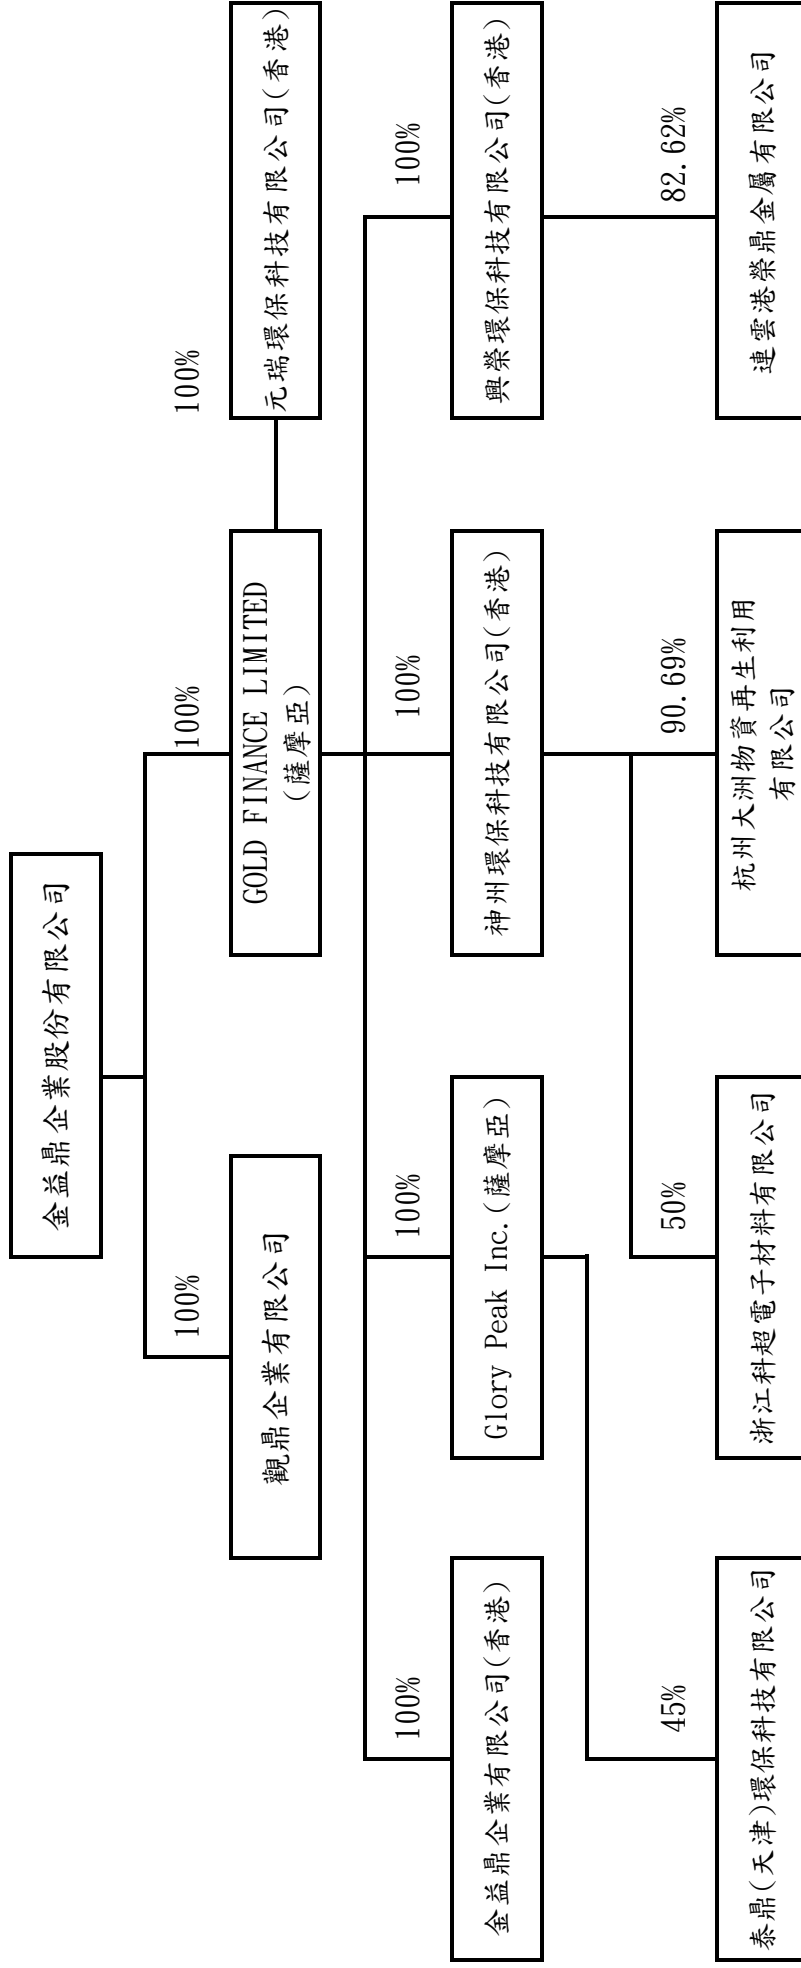 金益鼎企業股份有限公司
100%
100%
100%
觀鼎企業有限公司
GOLD FINANCE LIMITED
(薩摩亞)
元瑞環保科技有限公司(香港)
100%
100%
100%
100%
金益鼎企業有限公司(香港)
Glory Peak Inc.(薩摩亞)
神州環保科技有限公司(香港)
興榮環保科技有限公司(香港)
45%
50%
90.69%
82.62%
泰鼎(天津)環保科技有限公司
浙江科超電子材料有限公司
杭州大洲物資再生利用
有限公司
連雲港榮鼎金屬有限公司